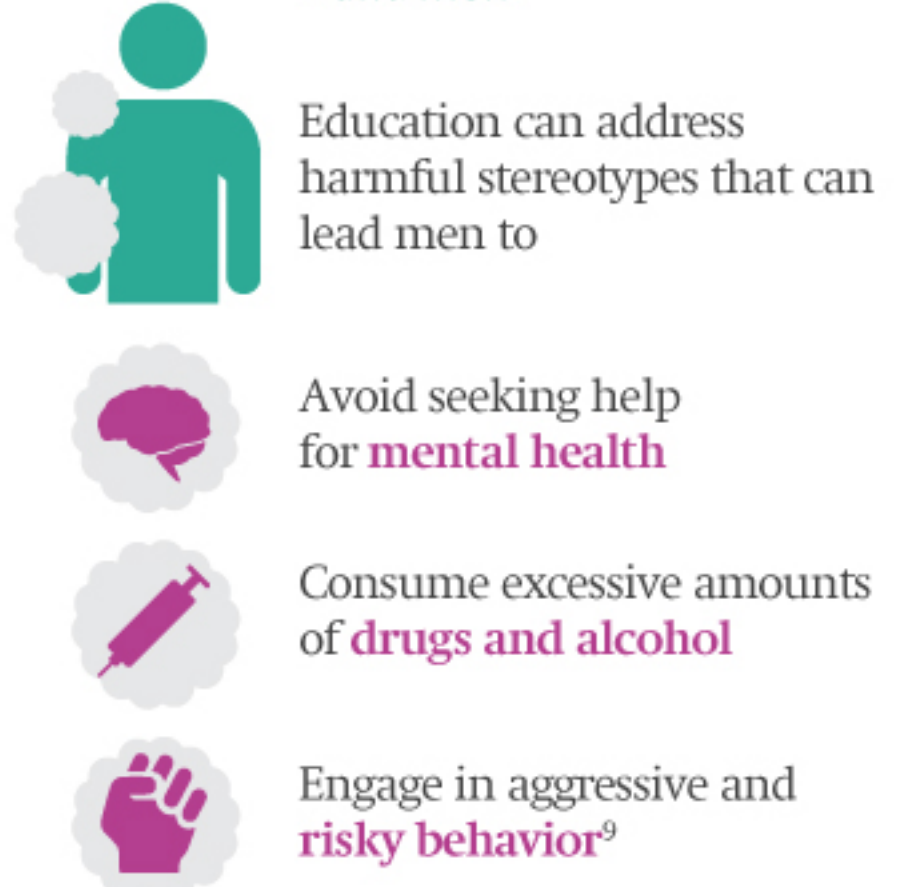 Education can address
harmful stereotypes that can
lead men to
Avoid seeking help
for mental health
Consume excessive amounts
of drugs and alcohol
Engage in aggressive and
risky behavior⁹